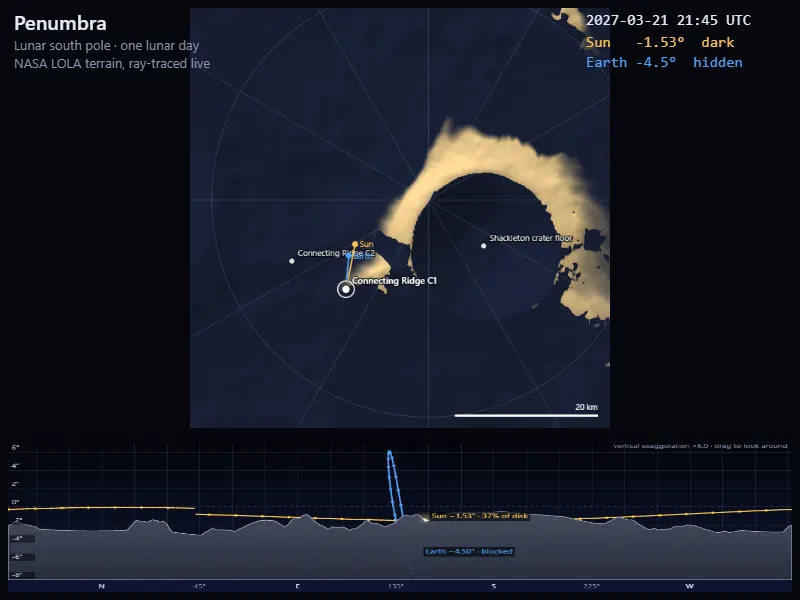 Penumbra
Lunar south pole · one lunar day
NASA LOLA terrain, ray-traced live
2027-03-21 21:45 UTC
Sun -1.53° dark
Earth -4.5° hidden
Shackleton crater floor
Sun
Connecting Ridge C2
Connecting Ridge C1
20 km
vertical exaggeration: ×6.0 · drag to look around
6°
4°
2°
0°
-2°
-4°
-6°
-8°
Sun -1.53° · 37% of disk
Earth -4.50° · blocked
N
45°
E
135°
S
225°
W